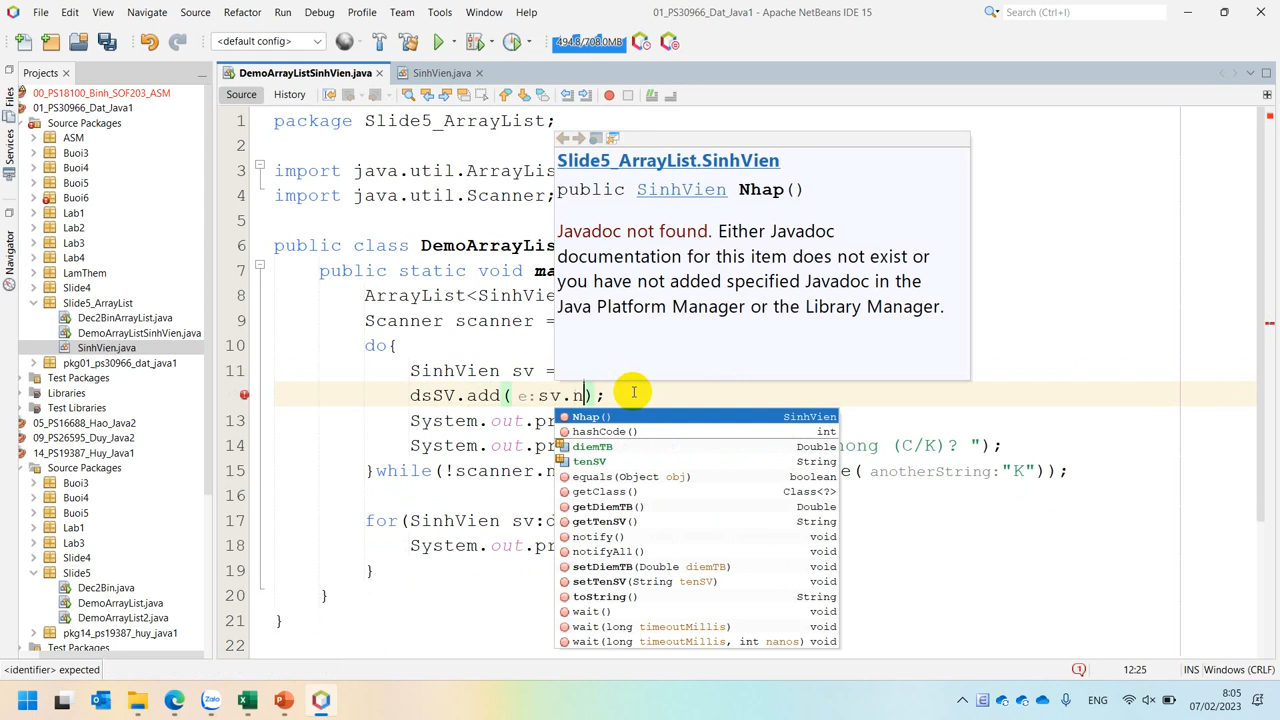 File Edit View Navigate Source Refactor Run Debug Profile Team Tools Window Help
01_PS30966_Dat_Java1 - Apache NetBeans IDE 15
Search (Ctrl+I)
<default config>
494.8/708.0MB
Projects
DemoArrayListSinhVien.java
SinhVien.java
Source History
Files
Services
Navigator
00_PS18100_Binh_SOF203_ASM
01_PS30966_Dat_Java1
Source Packages
ASM
Buoi3
Buoi4
Buoi5
Buoi6
Lab1
Lab2
Lab3
Lab4
LamThem
Slide4
Slide5_ArrayList
Dec2BinArrayList.java
DemoArrayListSinhVien.java
SinhVien.java
pkg01_ps30966_dat_java1
Test Packages
Libraries
Test Libraries
05_PS16688_Hao_Java2
09_PS26595_Duy_Java2
14_PS19387_Huy_Java1
Source Packages
Buoi3
Buoi4
Buoi5
Lab1
Lab3
Slide4
Slide5
Dec2Bin.java
DemoArrayList.java
DemoArrayList2.java
pkg14_ps19387_huy_java1
Test Packages
1 package Slide5_ArrayList;
2
3 import java.util.ArrayLis
4 import java.util.Scanner;
5
6 public class DemoArrayLis
7 public static void ma
8 ArrayList<SinhVie
9 Scanner scanner =
10 do{
11 SinhVien sv =
dsSV.add( e: sv.n);
13 System.out.pr
14 System.out.pr hong (C/K)? ");
15 }while(!scanner.n e( anotherString: "K"));
16
17 for(SinhVien sv:d
18 System.out.pr
19 }
20 }
21 }
22
Slide5_ArrayList.SinhVien
public SinhVien Nhap()
Javadoc not found. Either Javadoc
documentation for this item does not exist or
you have not added specified Javadoc in the
Java Platform Manager or the Library Manager.
Nhap() SinhVien
hashCode() int
diemTB Double
tenSV String
equals(Object obj) boolean
getClass() Class<?>
getDiemTB() Double
getTenSV() String
notify() void
notifyAll() void
setDiemTB(Double diemTB) void
setTenSV(String tenSV) void
toString() String
wait() void
wait(long timeoutMillis) void
wait(long timeoutMillis, int nanos) void
<identifier> expected
1
12:25
INS
Windows (CRLF)
Zalo
ENG
8:05
07/02/2023